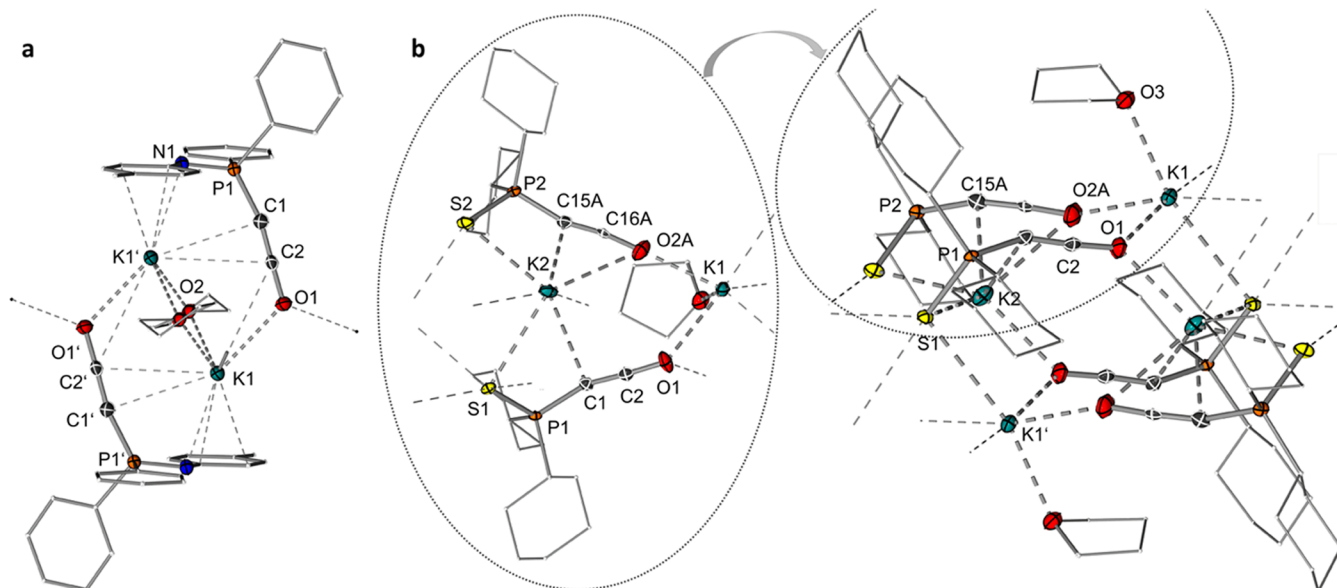 a
N1
P1
C1
C2
K1'
O2
O1
O1'
C2'
K1
C1'
P1'
b
P2
C15A
S2
C16A
O2A
K2
K1
O1
S1
C1
C2
P1
O3
K1
C15A
O2A
P2
O1
P1
C2
K2
S1
K1'